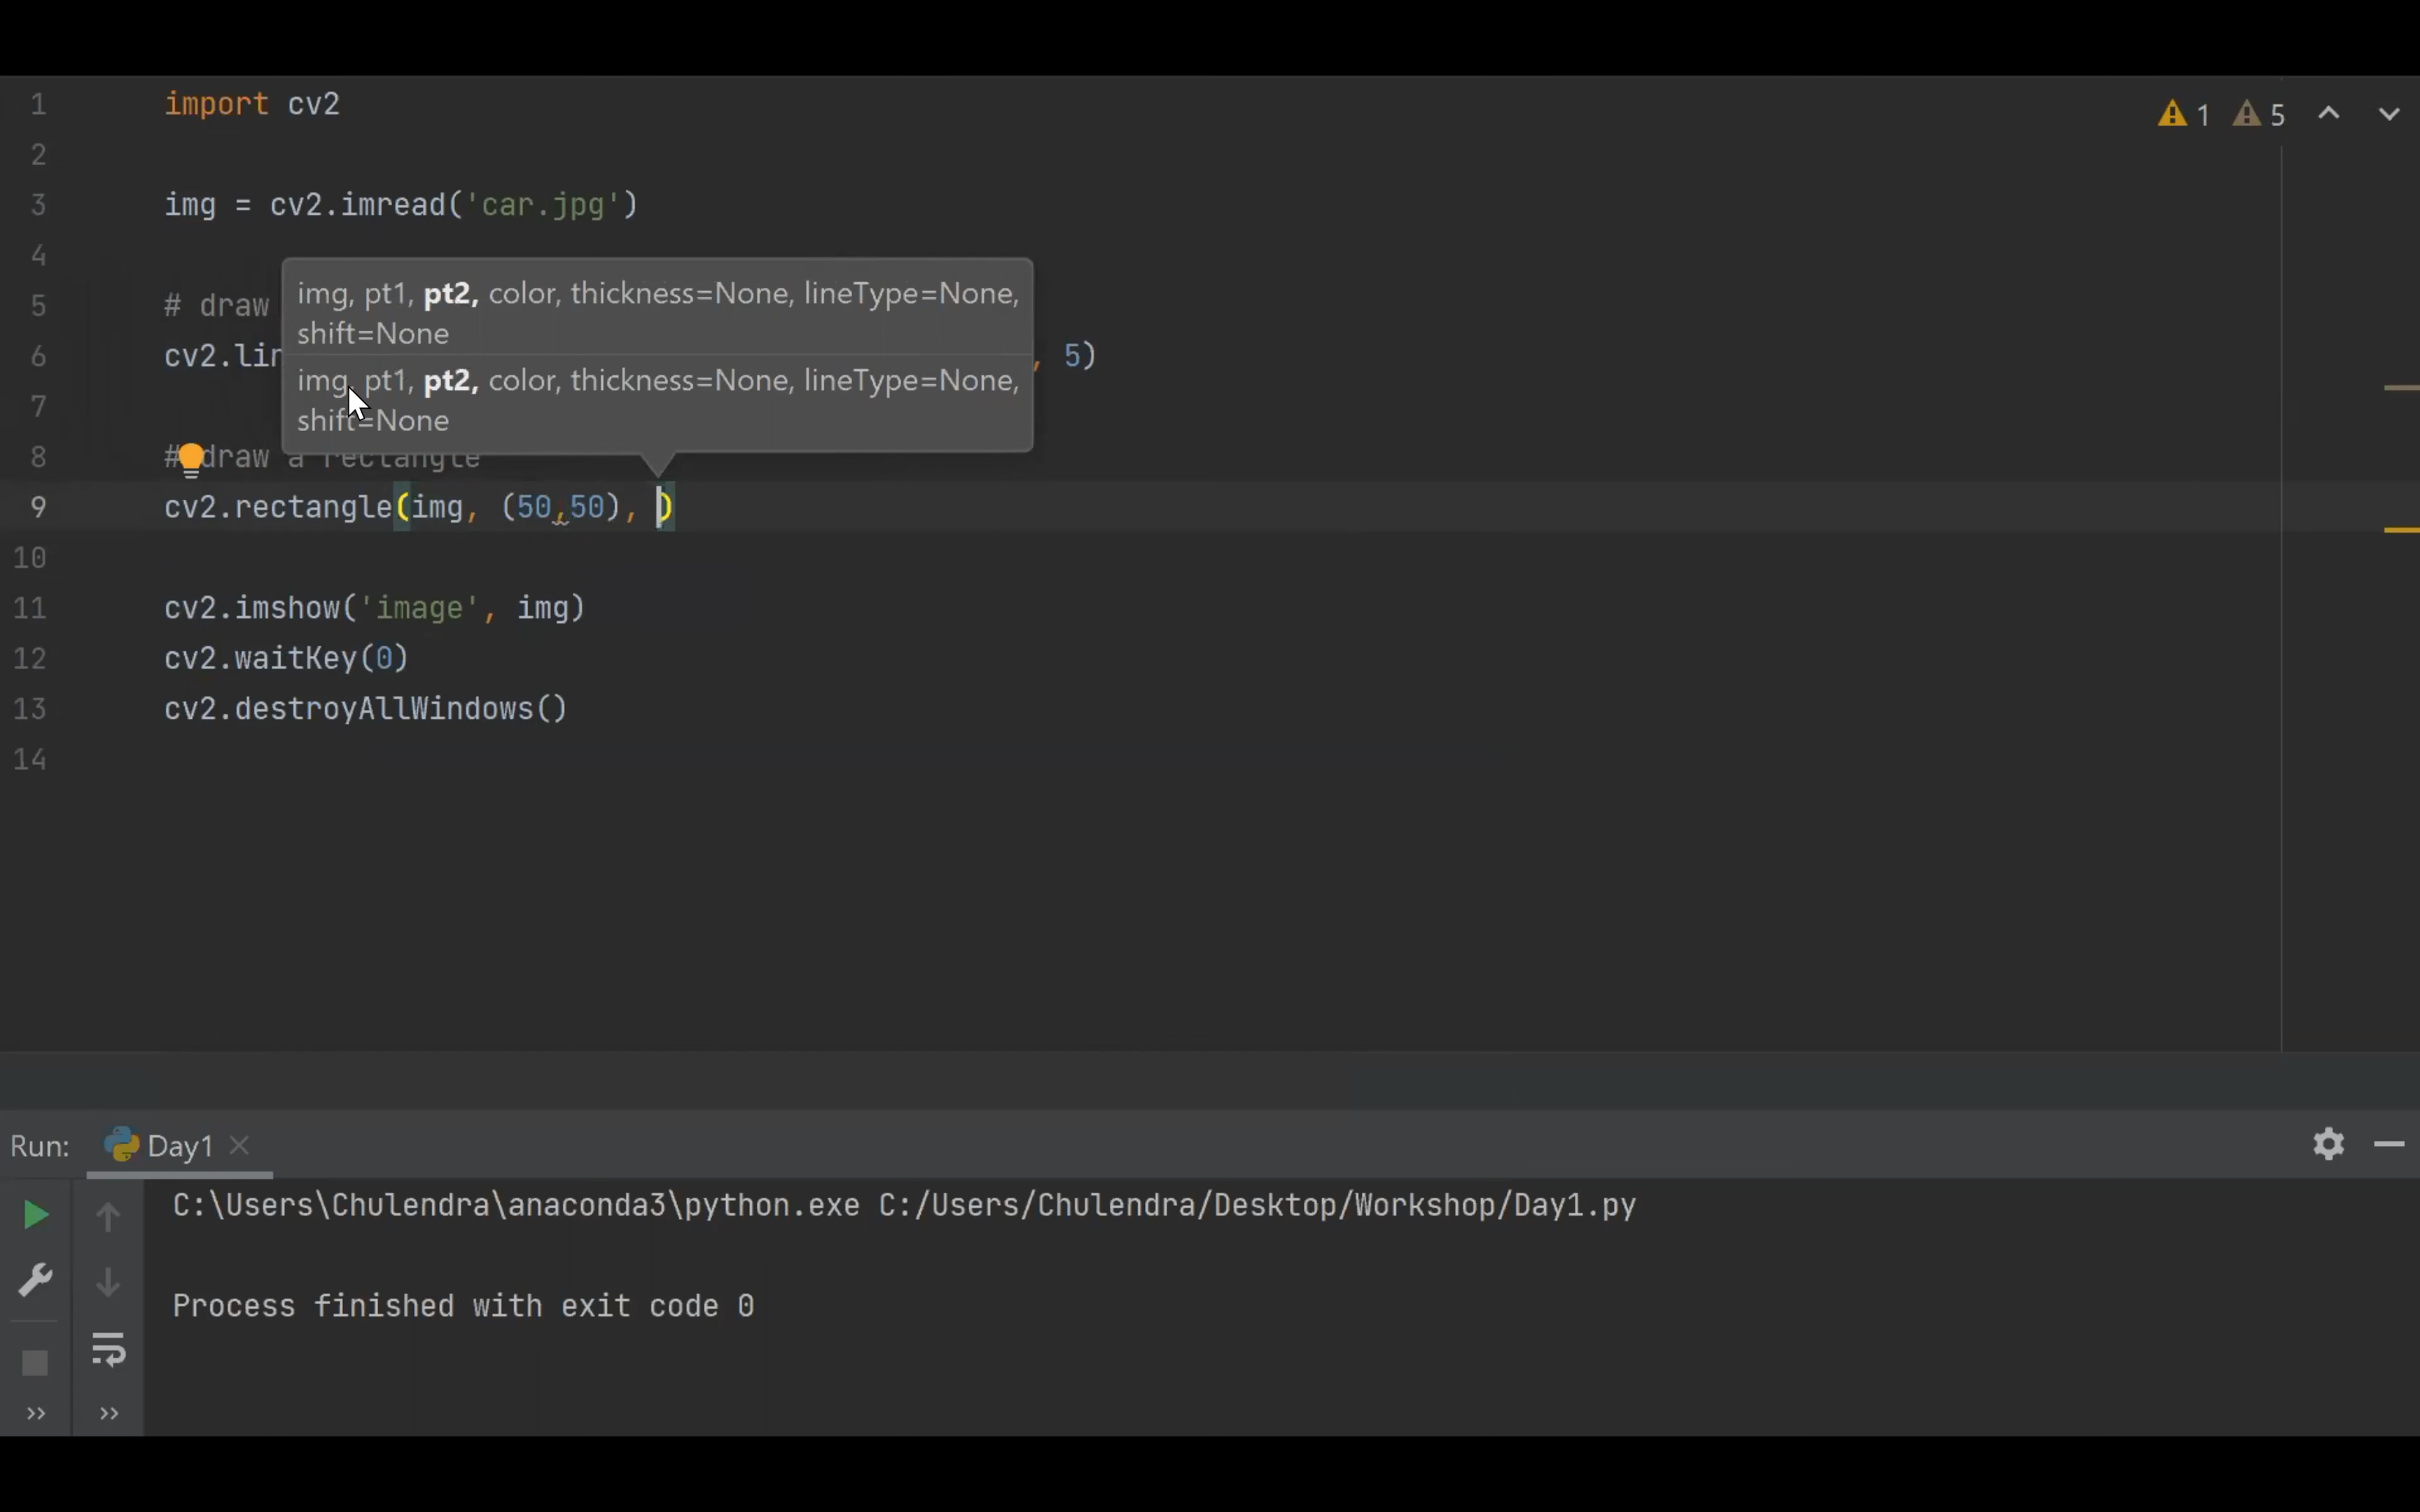 1 import cv2
2
3 img = cv2.imread('car.jpg')
4
5 # draw
6 cv2.lin , 5)
7
img, pt1, pt2, color, thickness=None, lineType=None,
shift=None
img, pt1, pt2, color, thickness=None, lineType=None,
shift=None
8 # draw a rectangle
9 cv2.rectangle(img, (50,50), )
10
11 cv2.imshow('image', img)
12 cv2.waitKey(0)
13 cv2.destroyAllWindows()
14
1 5
Run: Day1
C:\Users\Chulendra\anaconda3\python.exe C:/Users/Chulendra/Desktop/Workshop/Day1.py
Process finished with exit code 0